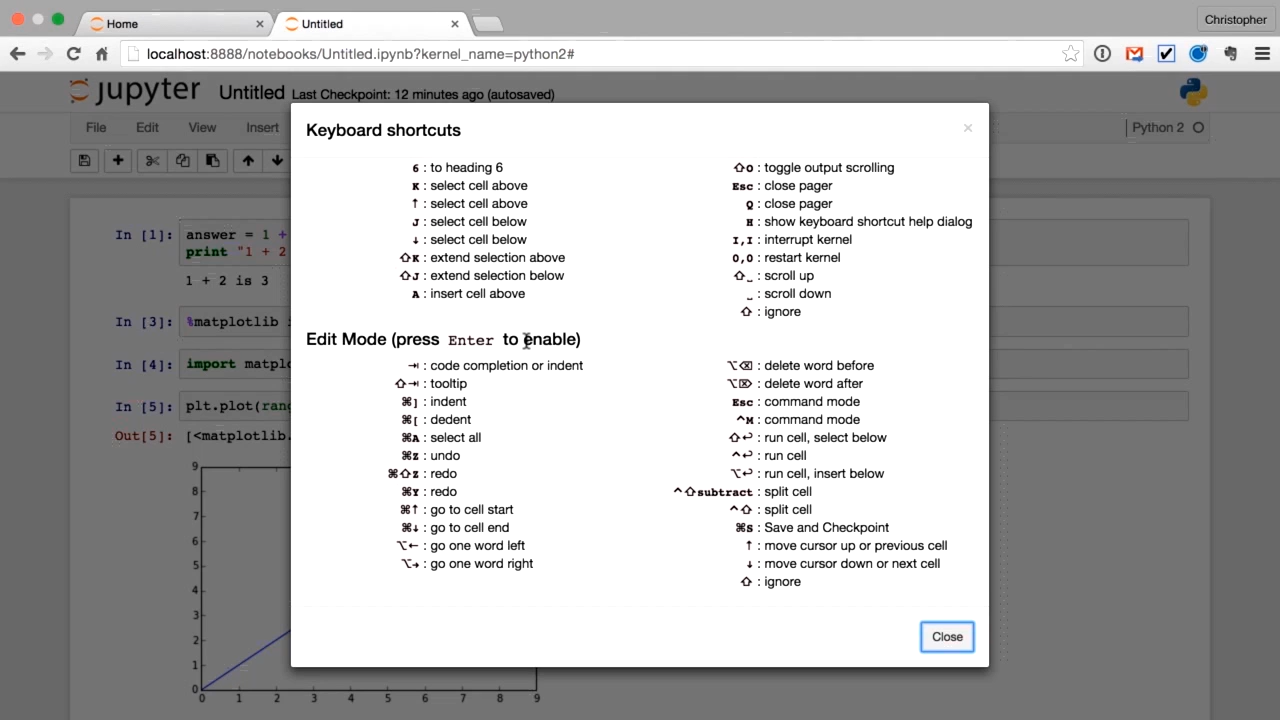 Home
Untitled
Christopher
localhost:8888/notebooks/Untitled.ipynb?kernel_name=python2#
jupyter Untitled Last Checkpoint: 12 minutes ago (autosaved)
File Edit View Insert
Python 2
Keyboard shortcuts
×
6 : to heading 6
K : select cell above
↑ : select cell above
J : select cell below
↓ : select cell below
⇧K : extend selection above
⇧J : extend selection below
A : insert cell above
⇧O : toggle output scrolling
Esc : close pager
Q : close pager
H : show keyboard shortcut help dialog
I,I : interrupt kernel
0,0 : restart kernel
⇧␣ : scroll up
␣ : scroll down
⇧ : ignore
Edit Mode (press Enter to enable)
⇥ : code completion or indent
⇧⇥ : tooltip
⌘] : indent
⌘[ : dedent
⌘A : select all
⌘Z : undo
⌘⇧Z : redo
⌘Y : redo
⌘↑ : go to cell start
⌘↓ : go to cell end
⌥← : go one word left
⌥→ : go one word right
⌥⌫ : delete word before
⌥⌦ : delete word after
Esc : command mode
^M : command mode
⇧↩ : run cell, select below
^↩ : run cell
⌥↩ : run cell, insert below
^⇧subtract : split cell
^⇧ : split cell
⌘S : Save and Checkpoint
↑ : move cursor up or previous cell
↓ : move cursor down or next cell
⇧ : ignore
Close
In [1]: answer = 1 +
print "1 + 2
1 + 2 is 3
In [3]: %matplotlib i
In [4]: import matp
In [5]: plt.plot(ran
Out[5]: [<matplotlib.
9
8
7
6
5
4
3
2
1
0
0 1 2 3 4 5 6 7 8 9